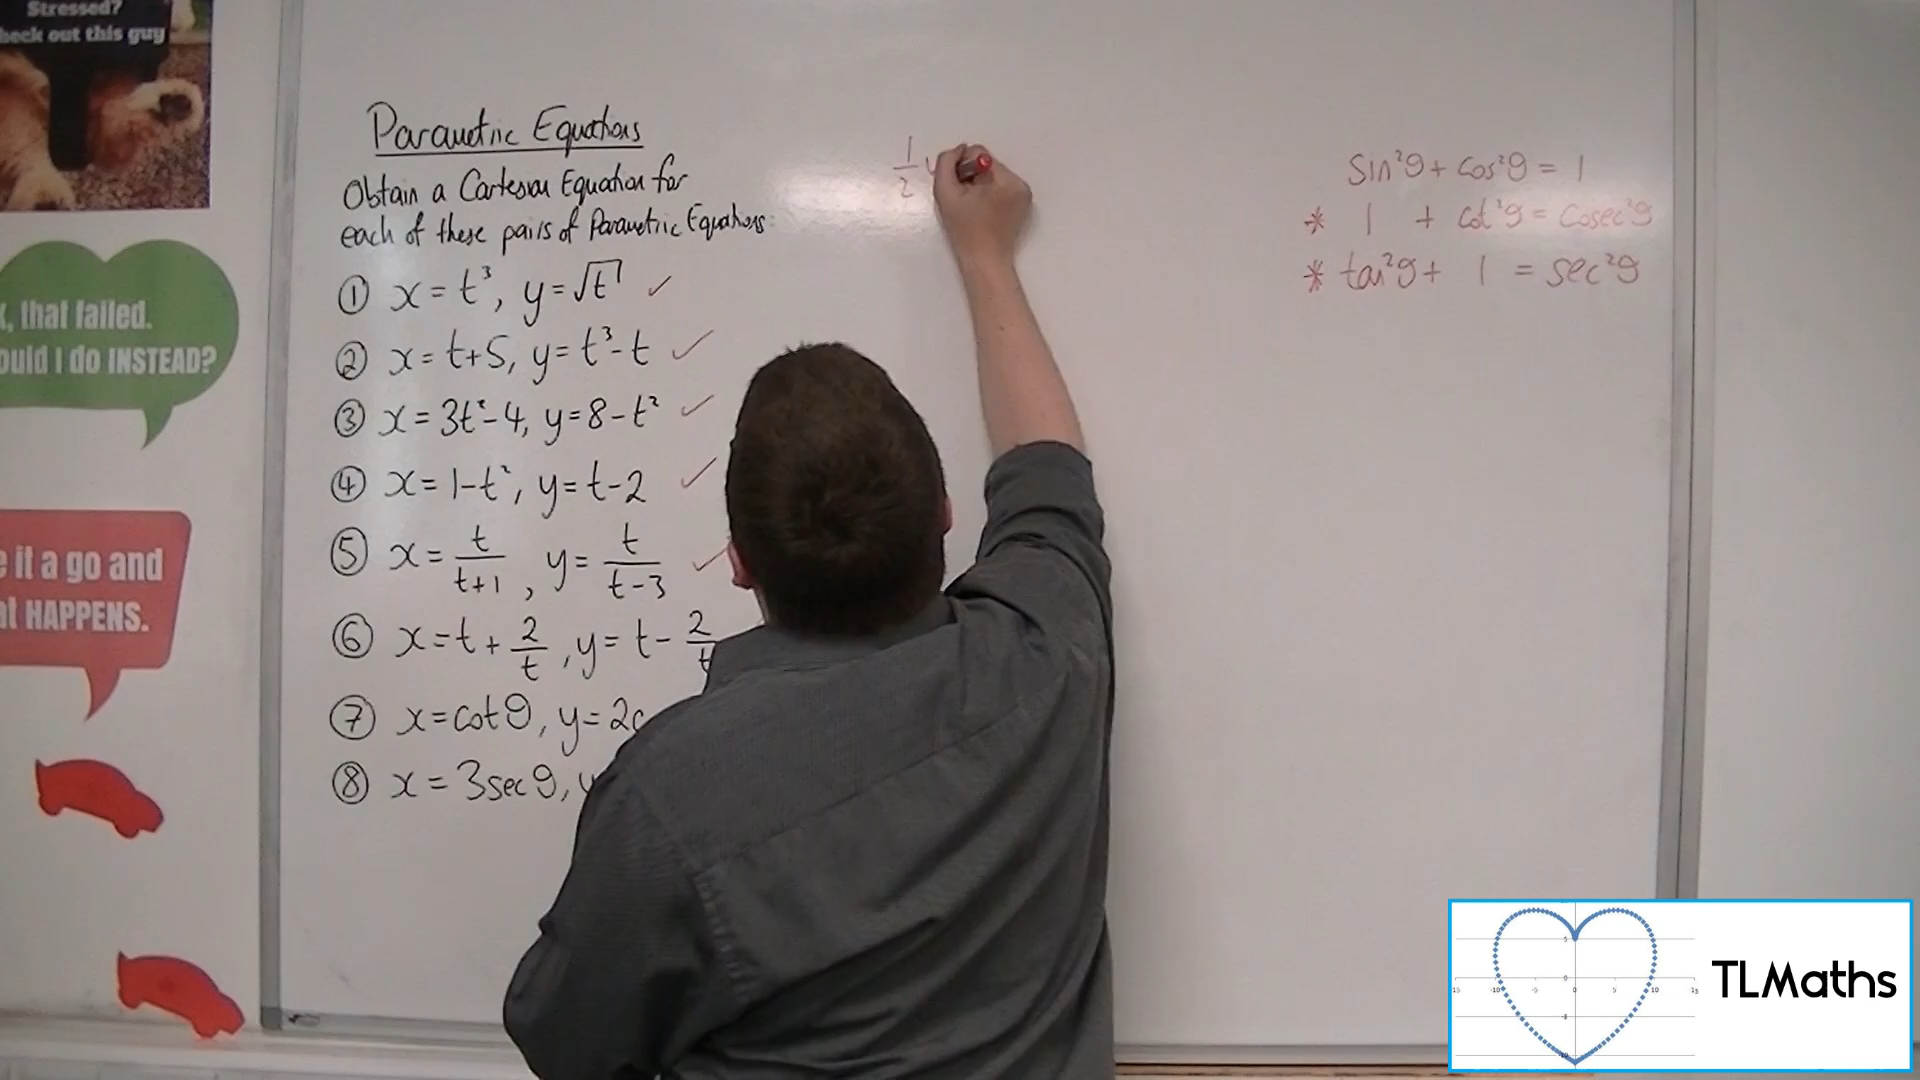 Stressed?
heck out this guy
, that failed.
ould I do INSTEAD?
it a go and
HAPPENS.
Parametric Equations
Obtain a Cartesian Equation for
each of these pairs of Parametric Equations:
① x = t³, y = √t ✓
② x = t+5, y = t³-t ✓
③ x = 3t²-4, y = 8-t² ✓
④ x = 1-t², y = t-2 ✓
⑤ x = t/(t+1), y = t/(t-3) ✓
⑥ x = t + 2/t, y = t - 2/t
⑦ x = cotθ, y = 2c
⑧ x = 3secθ, y
1/2 y
sin²θ + cos²θ = 1
* 1 + cot²θ = cosec²θ
* tan²θ + 1 = sec²θ
TLMaths